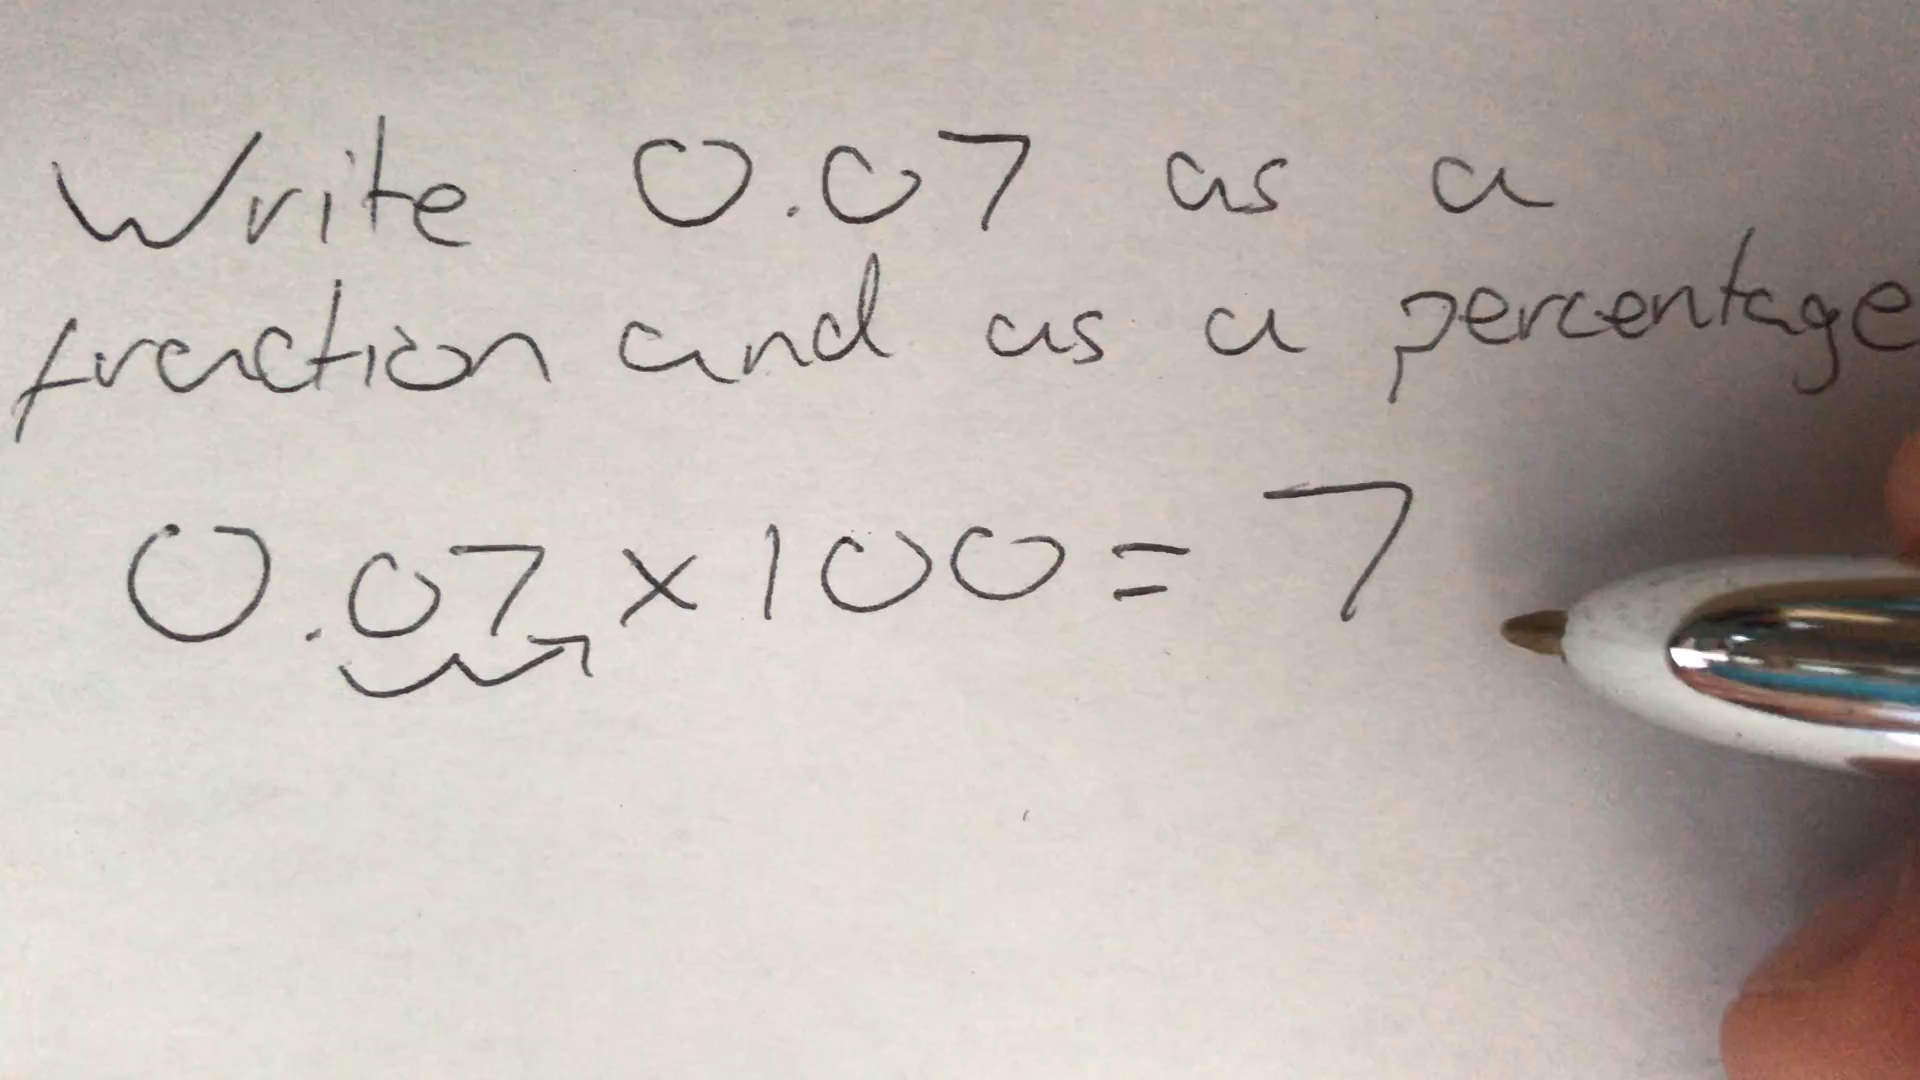 Write 0.07 as a
fraction and as a percentage
0.07 × 100 = 7